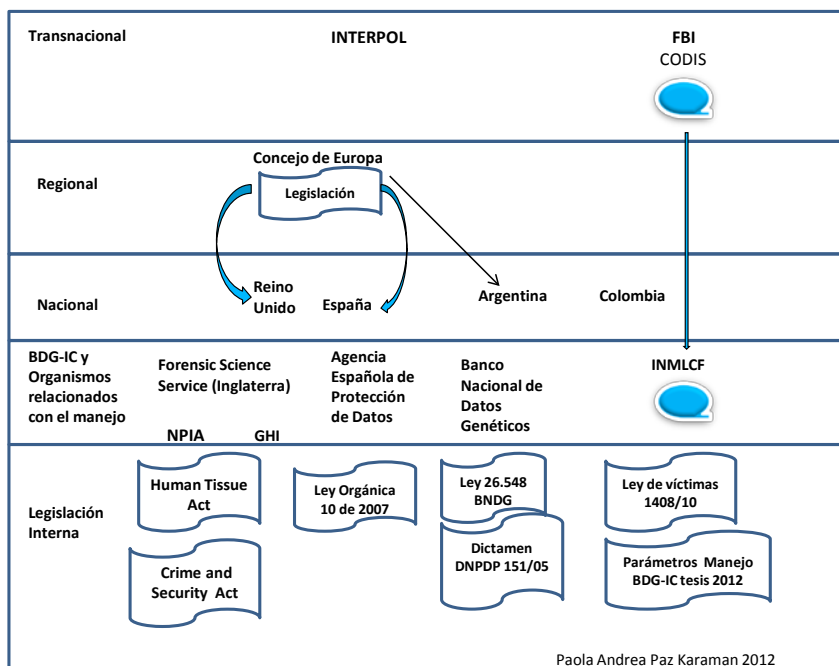 Transnacional
INTERPOL
FBI
CODIS
Regional
Concejo de Europa
Legislación
Nacional
Reino
Unido
España
Argentina
Colombia
BDG-IC y
Organismos
relacionados
con el manejo
Forensic Science
Service (Inglaterra)
NPIA
GHI
Agencia
Española de
Protección
de Datos
Banco
Nacional de
Datos
Genéticos
INMLCF
Legislación
Interna
Human Tissue
Act
Crime and
Security Act
Ley Orgánica
10 de 2007
Ley 26.548
BNDG
Dictamen
DNPDP 151/05
Ley de víctimas
1408/10
Parámetros Manejo
BDG-IC tesis 2012
Paola Andrea Paz Karaman 2012